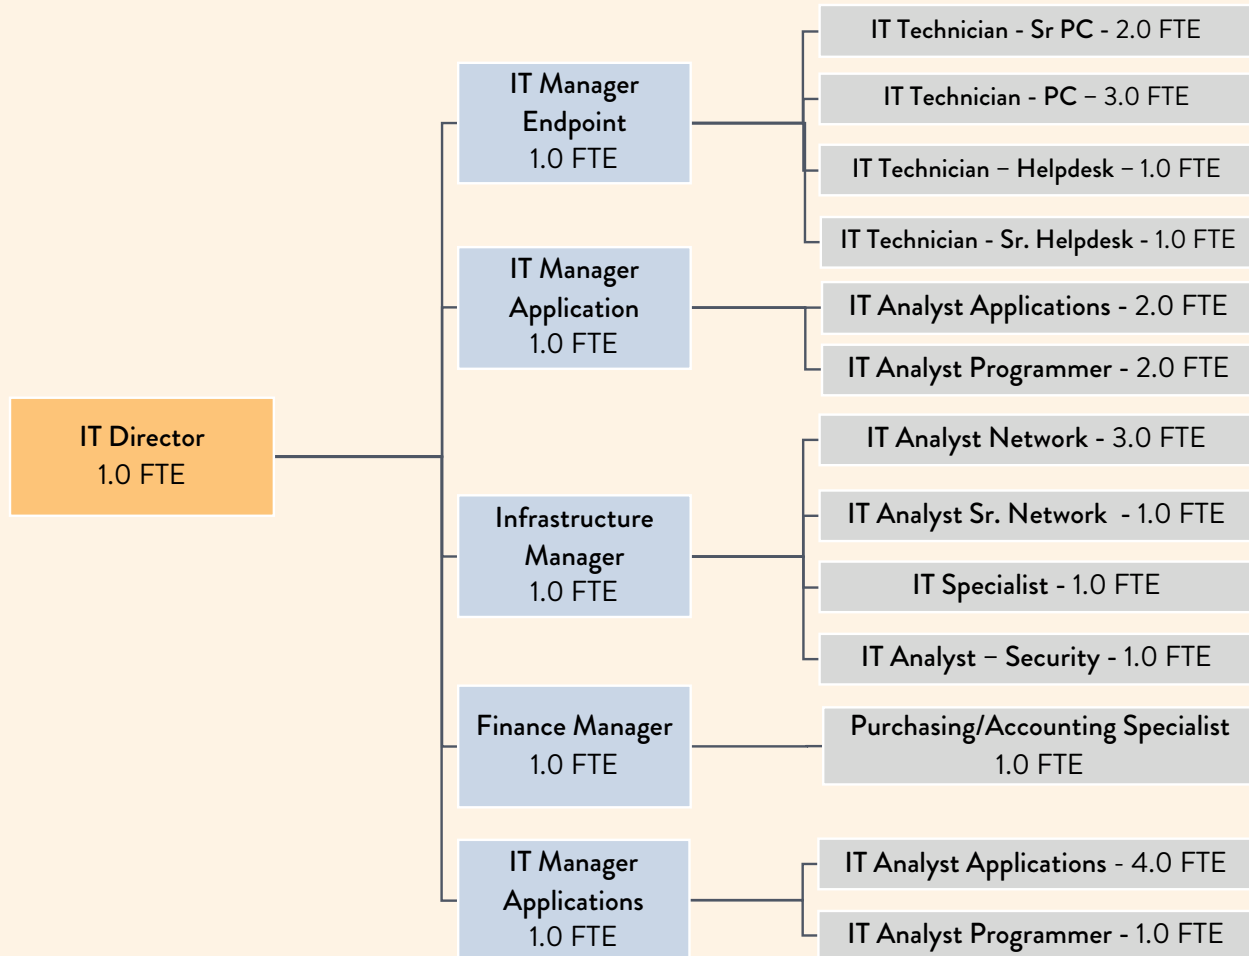 IT Director
1.0 FTE
IT Manager
Endpoint
1.0 FTE
IT Technician - Sr PC - 2.0 FTE
IT Technician - PC – 3.0 FTE
IT Technician – Helpdesk – 1.0 FTE
IT Technician - Sr. Helpdesk - 1.0 FTE
IT Manager
Application
1.0 FTE
IT Analyst Applications - 2.0 FTE
IT Analyst Programmer - 2.0 FTE
Infrastructure
Manager
1.0 FTE
IT Analyst Network - 3.0 FTE
IT Analyst Sr. Network - 1.0 FTE
IT Specialist - 1.0 FTE
IT Analyst – Security - 1.0 FTE
Finance Manager
1.0 FTE
Purchasing/Accounting Specialist
1.0 FTE
IT Manager
Applications
1.0 FTE
IT Analyst Applications - 4.0 FTE
IT Analyst Programmer - 1.0 FTE